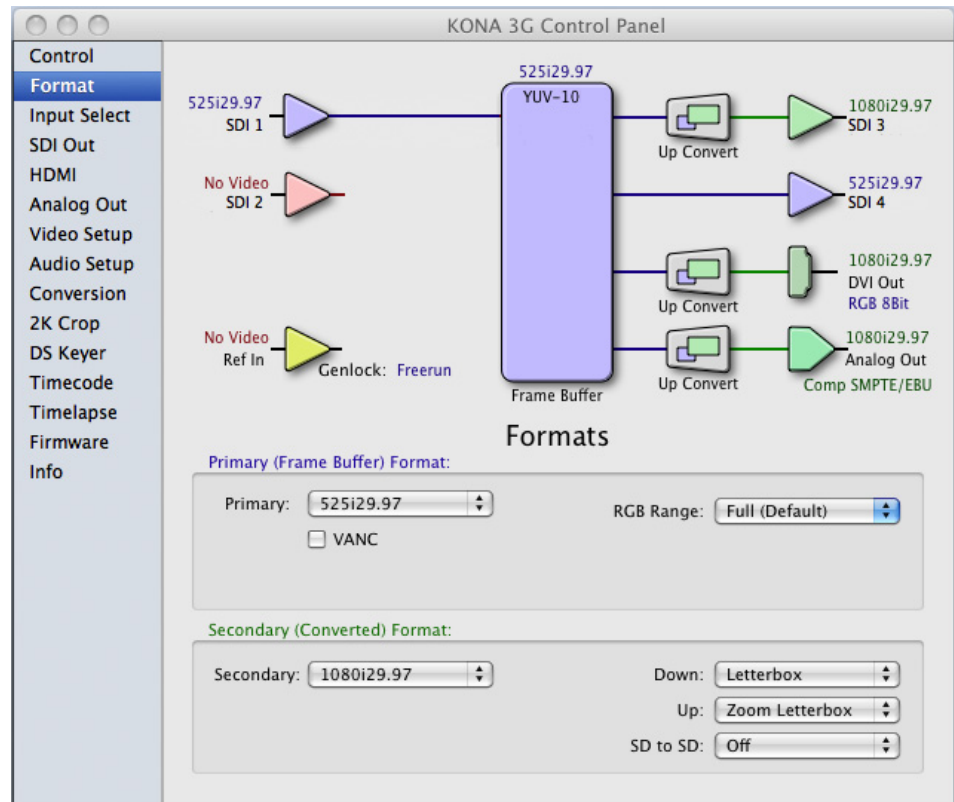 KONA 3G Control Panel
Control
Format
Input Select
SDI Out
HDMI
Analog Out
Video Setup
Audio Setup
Conversion
2K Crop
DS Keyer
Timecode
Timelapse
Firmware
Info
525i29.97
YUV-10
525i29.97
SDI 1
No Video
SDI 2
No Video
Ref In
Genlock: Freerun
Frame Buffer
Up Convert
1080i29.97
SDI 3
525i29.97
SDI 4
Up Convert
1080i29.97
DVI Out
RGB 8Bit
Up Convert
1080i29.97
Analog Out
Comp SMPTE/EBU
Formats
Primary (Frame Buffer) Format:
Primary: 525i29.97
RGB Range: Full (Default)
VANC
Secondary (Converted) Format:
Secondary: 1080i29.97
Down: Letterbox
Up: Zoom Letterbox
SD to SD: Off